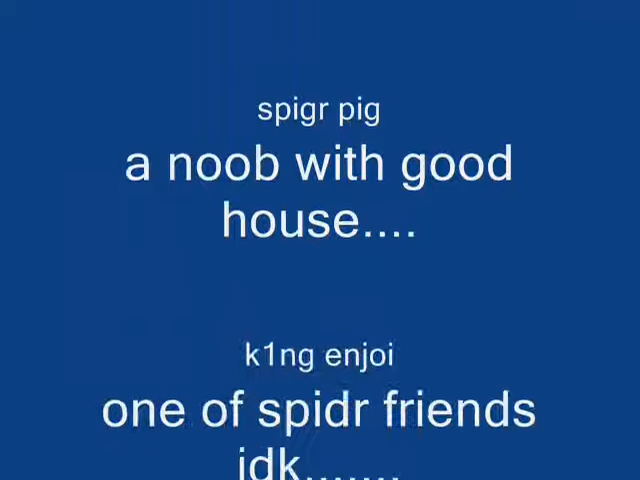 spigr pig
a noob with good
house....
k1ng enjoi
one of spidr friends
idk.......